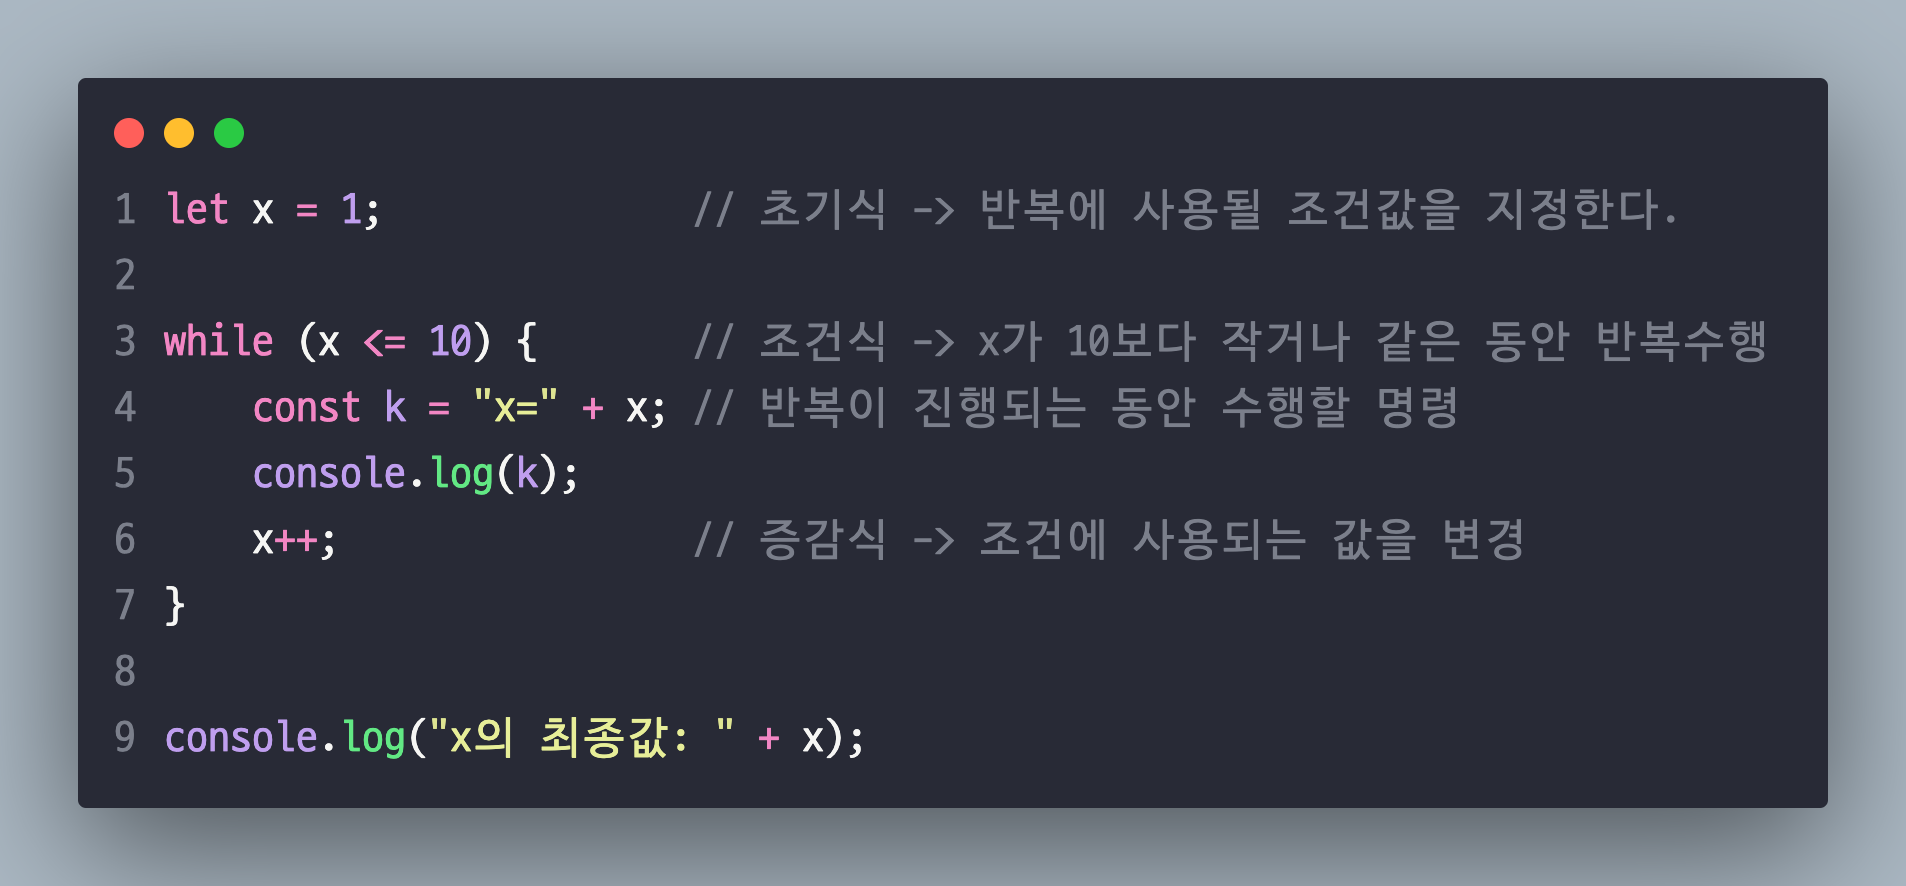 1 let x = 1; // 초기식 -> 반복에 사용될 조건값을 지정한다.
2
3 while (x <= 10) { // 조건식 -> x가 10보다 작거나 같은 동안 반복수행
4     const k = "x=" + x; // 반복이 진행되는 동안 수행할 명령
5     console.log(k);
6     x++; // 증감식 -> 조건에 사용되는 값을 변경
7 }
8
9 console.log("x의 최종값: " + x);